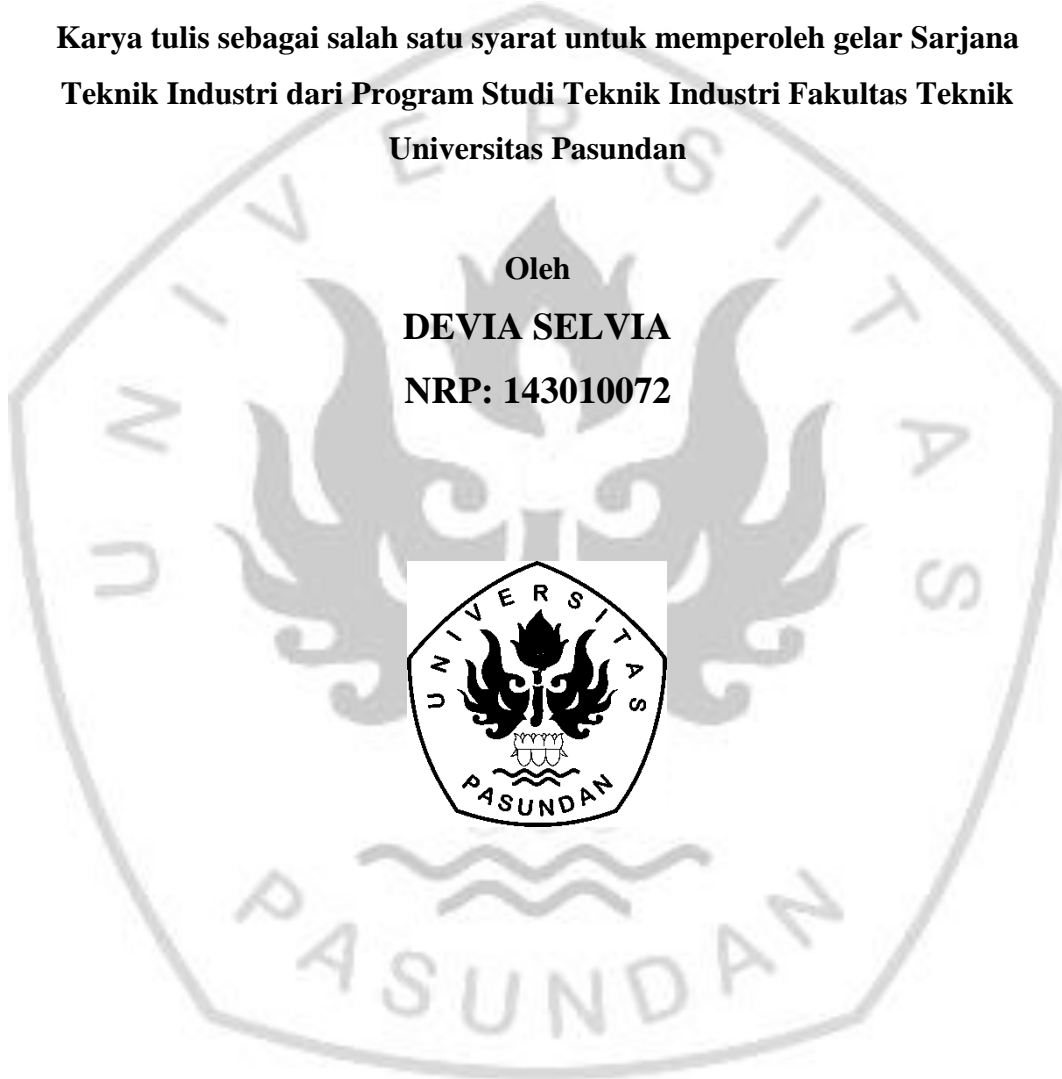 Karya tulis sebagai salah satu syarat untuk memperoleh gelar Sarjana
Teknik Industri dari Program Studi Teknik Industri Fakultas Teknik
Universitas Pasundan
Oleh
DEVIA SELVIA
NRP: 143010072
UNIVERSITAS
PASUNDAN
UNIVERSITAS
PASUNDAN